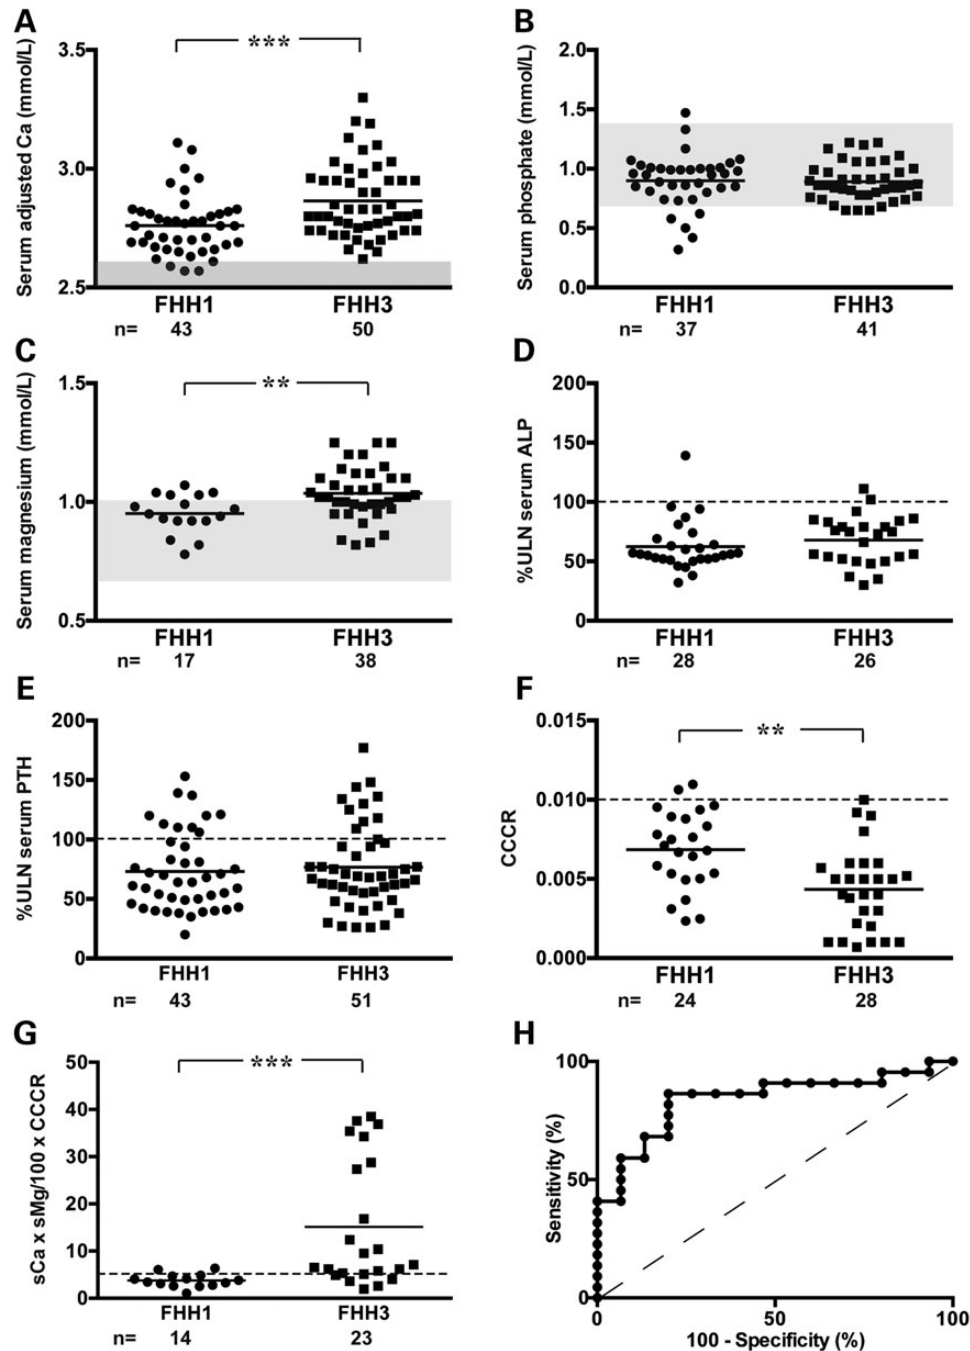 A
Serum adjusted Ca (mmol/L)
3.5
3.0
2.5
***
FHH1 FHH3
n= 43 50
B
Serum phosphate (mmol/L)
2.0
1.5
1.0
0.5
0.0
FHH1 FHH3
n= 37 41
C
Serum magnesium (mmol/L)
1.5
1.0
0.5
**
FHH1 FHH3
n= 17 38
D
%ULN serum ALP
200
150
100
50
0
FHH1 FHH3
n= 28 26
E
%ULN serum PTH
200
150
100
50
0
FHH1 FHH3
n= 43 51
F
CCCR
0.015
0.010
0.005
0.000
**
FHH1 FHH3
n= 24 28
G
sCa x sMg/100 x CCCR
50
40
30
20
10
0
***
FHH1 FHH3
n= 14 23
H
Sensitivity (%)
100
50
0
0 50 100
100 - Specificity (%)